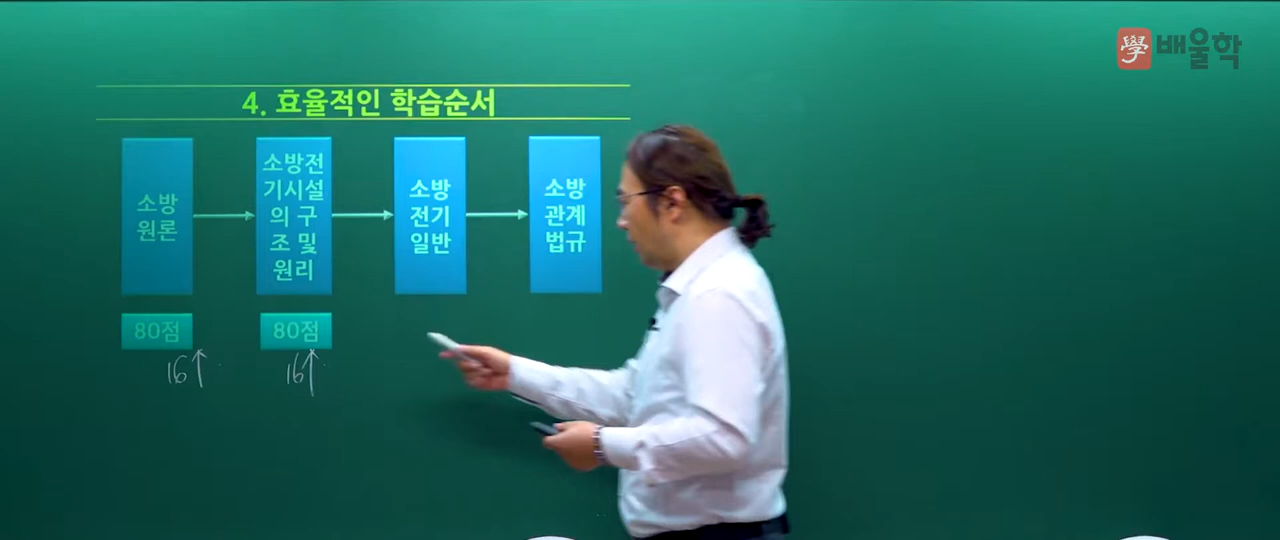 學 배울학
4. 효율적인 학습순서
소방
원론
소방전
기시설
의 구
조 및
원리
소방
전기
일반
소방
관계
법규
80점
80점
16↑
16↑